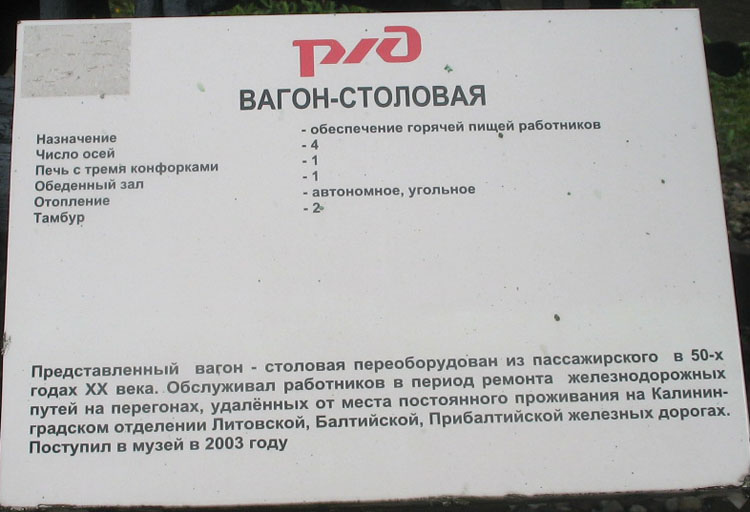 РЖД
ВАГОН-СТОЛОВАЯ
Назначение - обеспечение горячей пищей работников
Число осей - 4
Печь с тремя конфорками - 1
Обеденный зал - 1
Отопление - автономное, угольное
Тамбур - 2
Представленный вагон - столовая переоборудован из пассажирского в 50-х
годах XX века. Обслуживал работников в период ремонта железнодорожных
путей на перегонах, удалённых от места постоянного проживания на Калинин-
градском отделении Литовской, Балтийской, Прибалтийской железных дорогах.
Поступил в музей в 2003 году